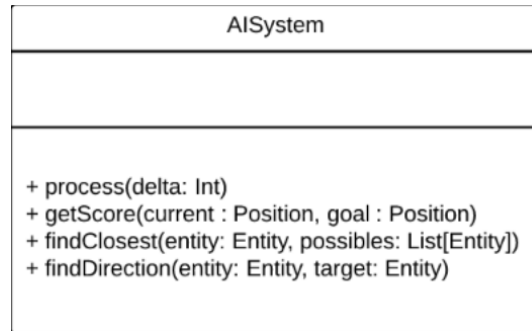 AISystem
+ process(delta: Int)
+ getScore(current : Position, goal : Position)
+ findClosest(entity: Entity, possibles: List[Entity])
+ findDirection(entity: Entity, target: Entity)